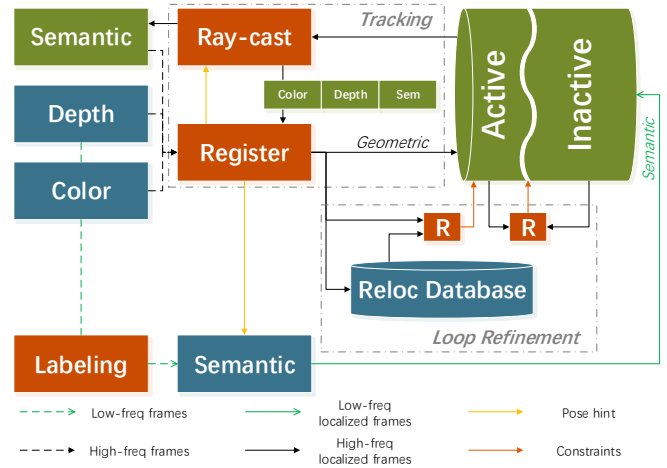 Semantic
Ray-cast
Tracking
Color
Depth
Sem
Active
Inactive
Depth
Color
Register
Geometric
Semantic
R
R
Reloc Database
Loop Refinement
Labeling
Semantic
Low-freq frames
Low-freq
localized frames
Pose hint
High-freq frames
High-freq
localized frames
Constraints